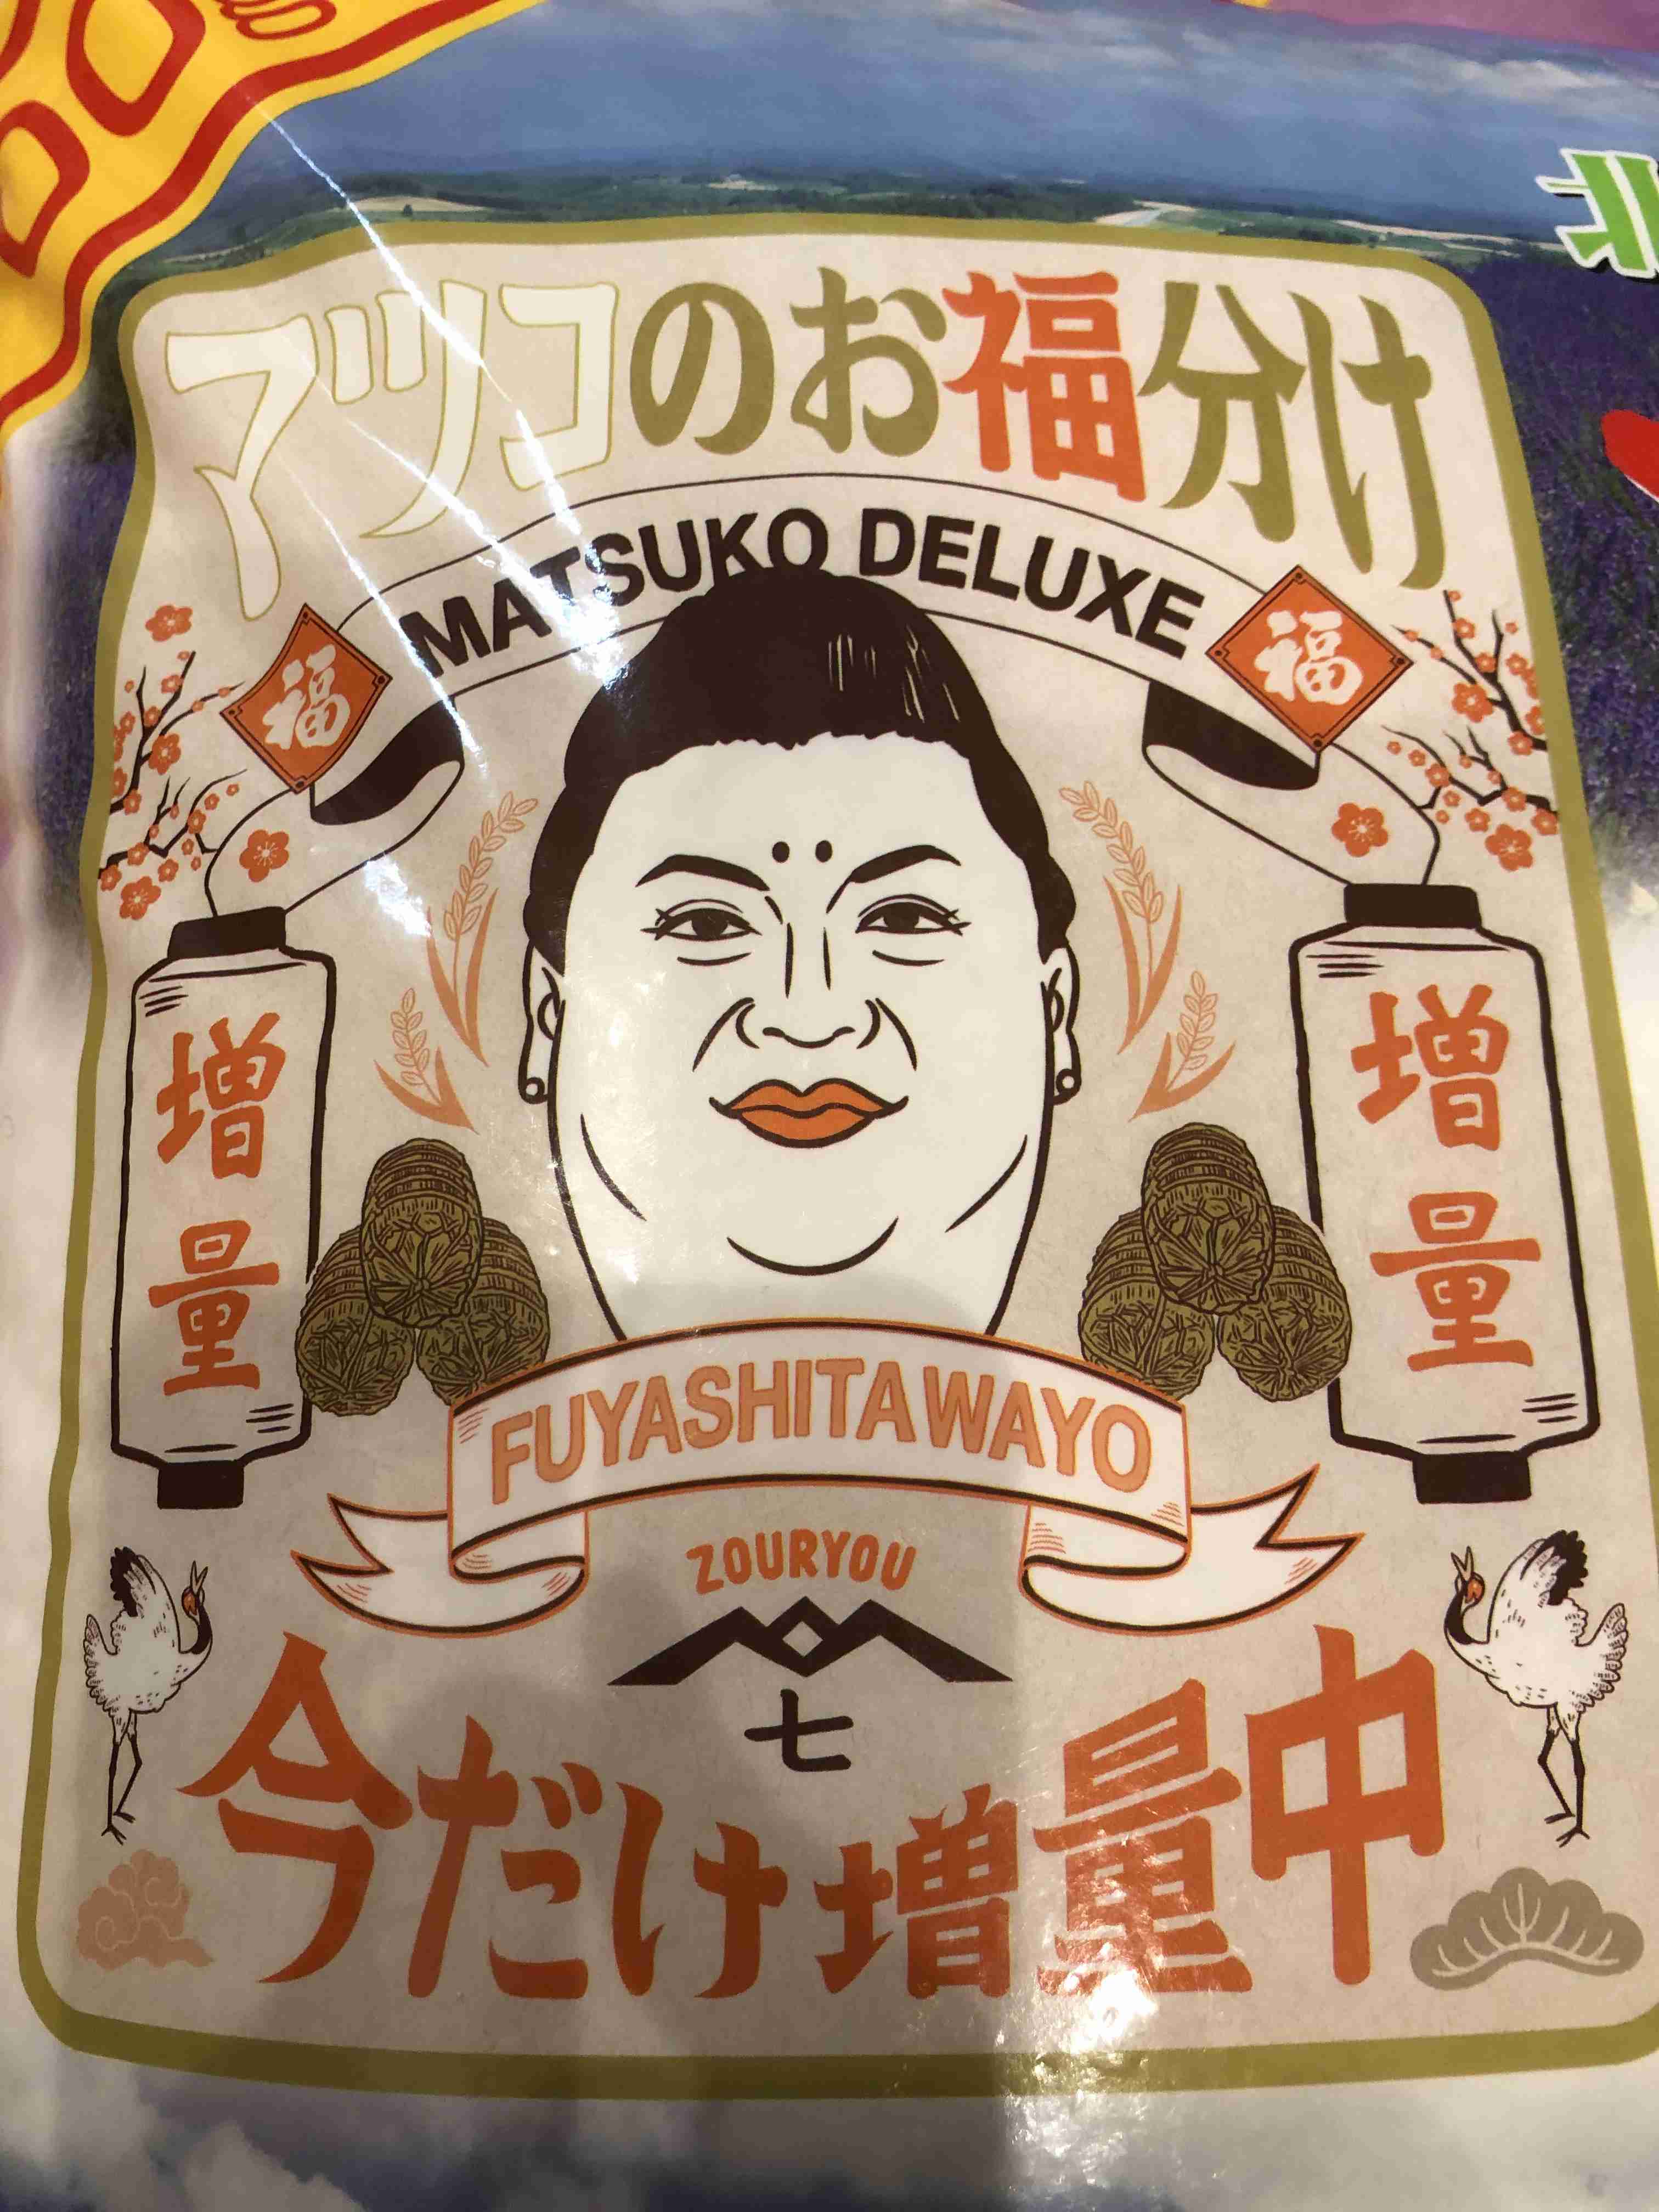 北
マツコのお福分け
MATSUKO DELUXE
福
福
増量
増量
FUYASHITAWAYO
ZOURYOU
七
今だけ増量中